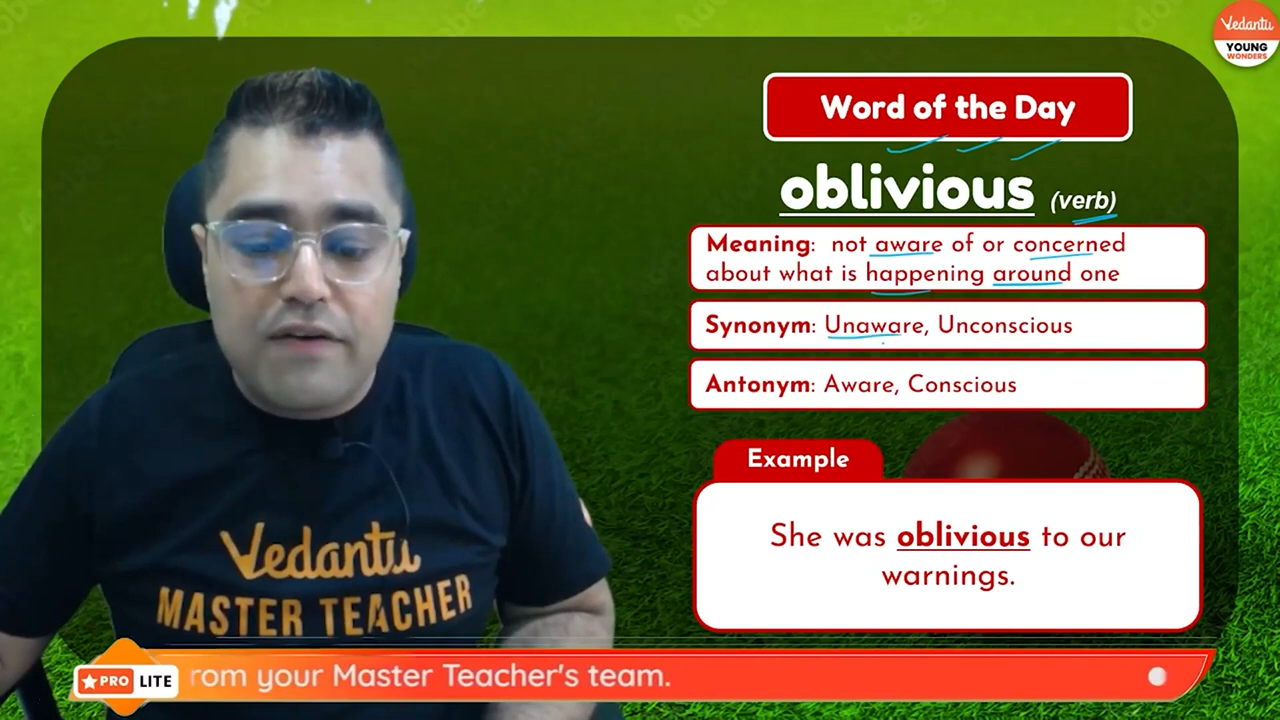 Vedantu
YOUNG
WONDERS
Word of the Day
oblivious (verb)
Meaning: not aware of or concerned
about what is happening around one
Synonym: Unaware, Unconscious
Antonym: Aware, Conscious
Example
She was oblivious to our
warnings.
Vedantu
MASTER TEACHER
PRO LITE
rom your Master Teacher's team.